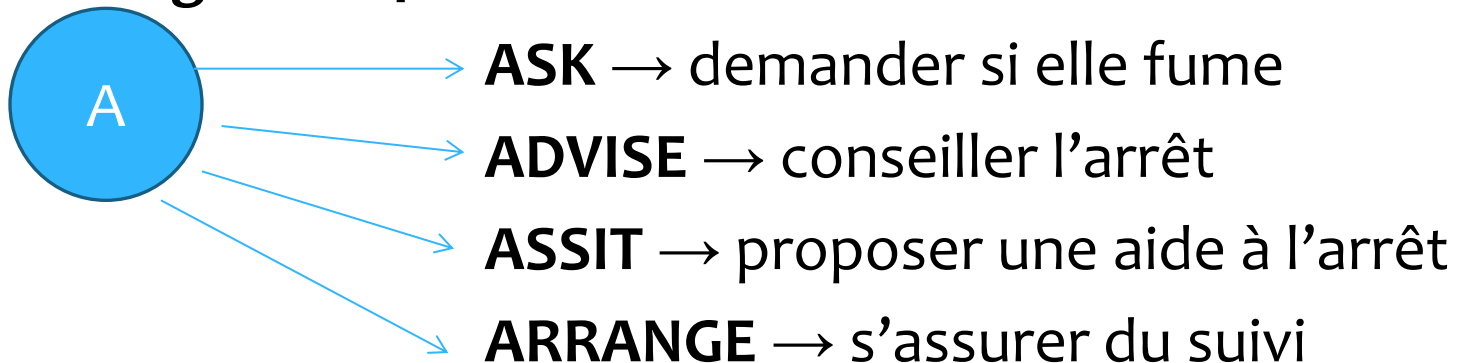 A
ASK → demander si elle fume
ADVISE → conseiller l’arrêt
ASSIT → proposer une aide à l’arrêt
ARRANGE → s’assurer du suivi